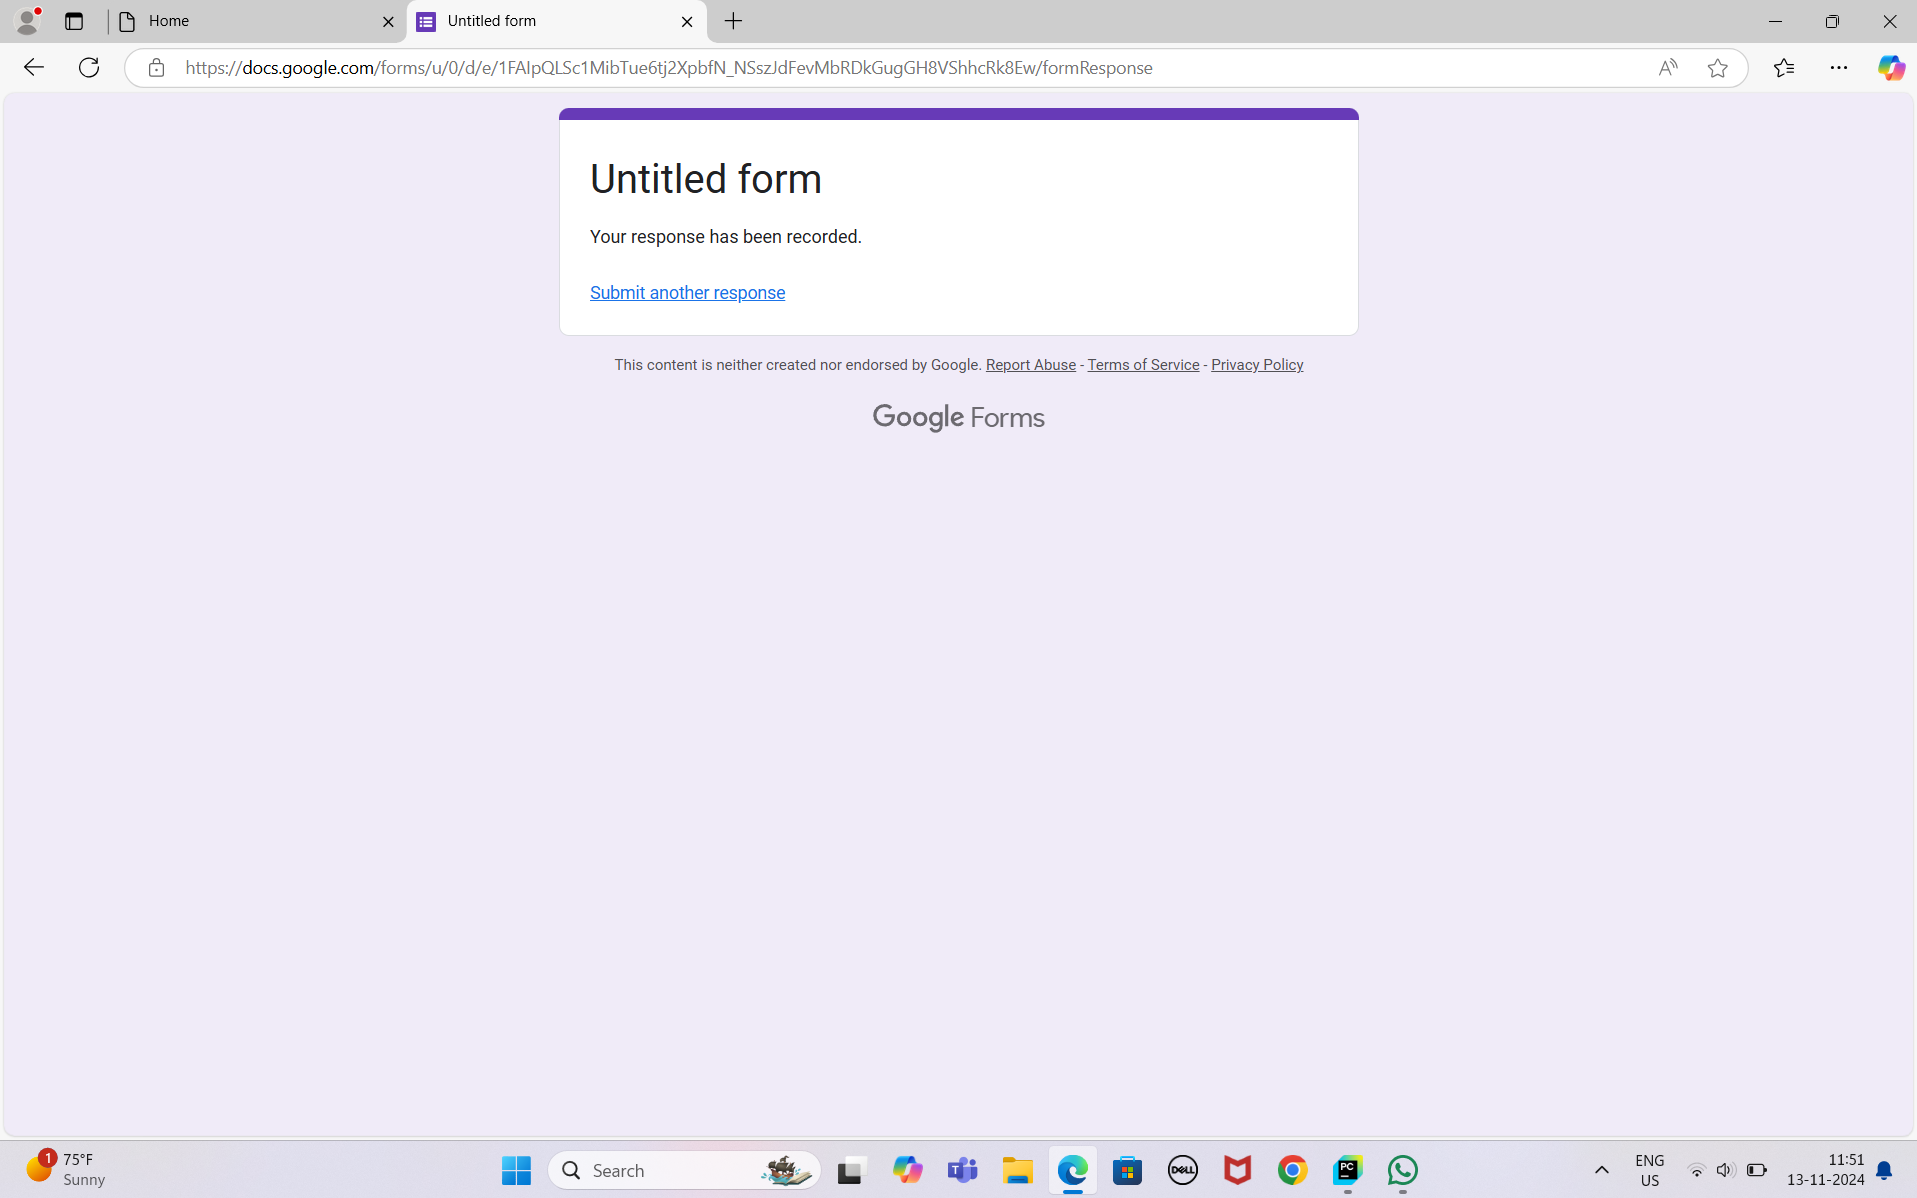 Home
Untitled form
https://docs.google.com/forms/u/0/d/e/1FAIpQLSc1MibTue6tj2XpbfN_NSszJdFevMbRDkGugGH8VShhcRk8Ew/formResponse
Untitled form
Your response has been recorded.
Submit another response
This content is neither created nor endorsed by Google. Report Abuse - Terms of Service - Privacy Policy
Google Forms
1
75°F
Sunny
Search
T
DELL
PC
ENG
US
11:51
13-11-2024